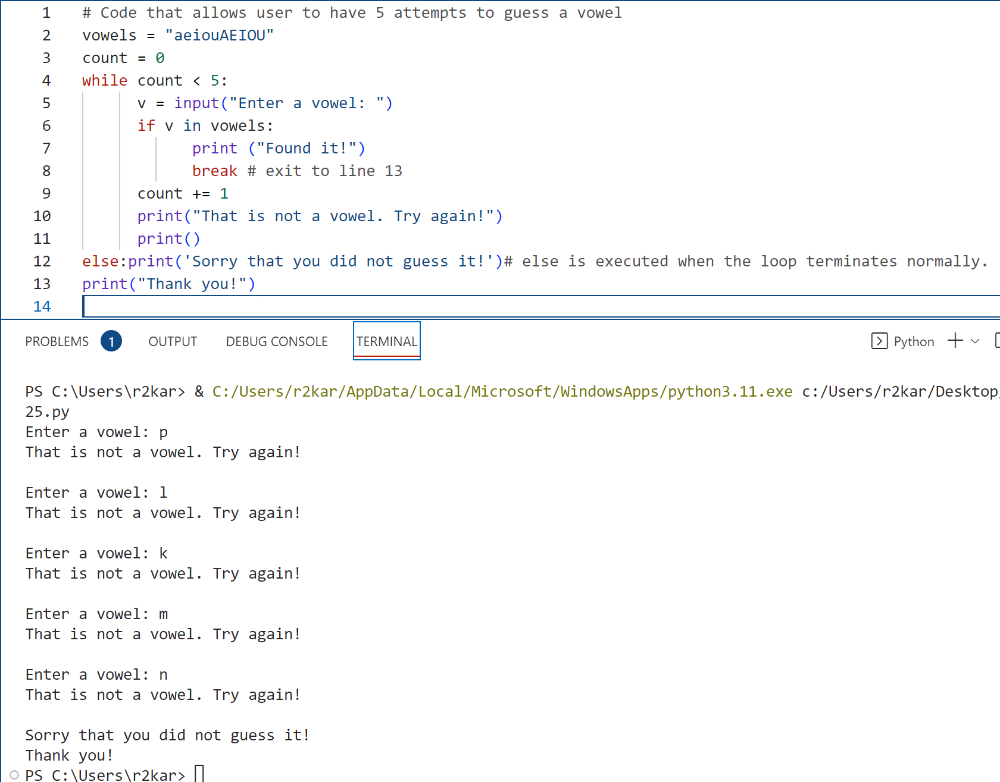 1 # Code that allows user to have 5 attempts to guess a vowel
2 vowels = "aeiouAEIOU"
3 count = 0
4 while count < 5:
5 v = input("Enter a vowel: ")
6 if v in vowels:
7 print ("Found it!")
8 break # exit to line 13
9 count += 1
10 print("That is not a vowel. Try again!")
11 print()
12 else:print('Sorry that you did not guess it!')# else is executed when the loop terminates normally.
13 print("Thank you!")
14
PROBLEMS 1 OUTPUT DEBUG CONSOLE TERMINAL Python
PS C:\Users\r2kar> & C:/Users/r2kar/AppData/Local/Microsoft/WindowsApps/python3.11.exe c:/Users/r2kar/Desktop/
25.py
Enter a vowel: p
That is not a vowel. Try again!
Enter a vowel: l
That is not a vowel. Try again!
Enter a vowel: k
That is not a vowel. Try again!
Enter a vowel: m
That is not a vowel. Try again!
Enter a vowel: n
That is not a vowel. Try again!
Sorry that you did not guess it!
Thank you!
PS C:\Users\r2kar>